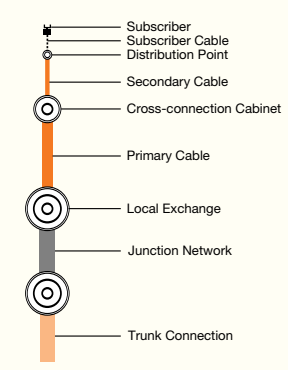 Subscriber
Subscriber Cable
Distribution Point
Secondary Cable
Cross-connection Cabinet
Primary Cable
Local Exchange
Junction Network
Trunk Connection